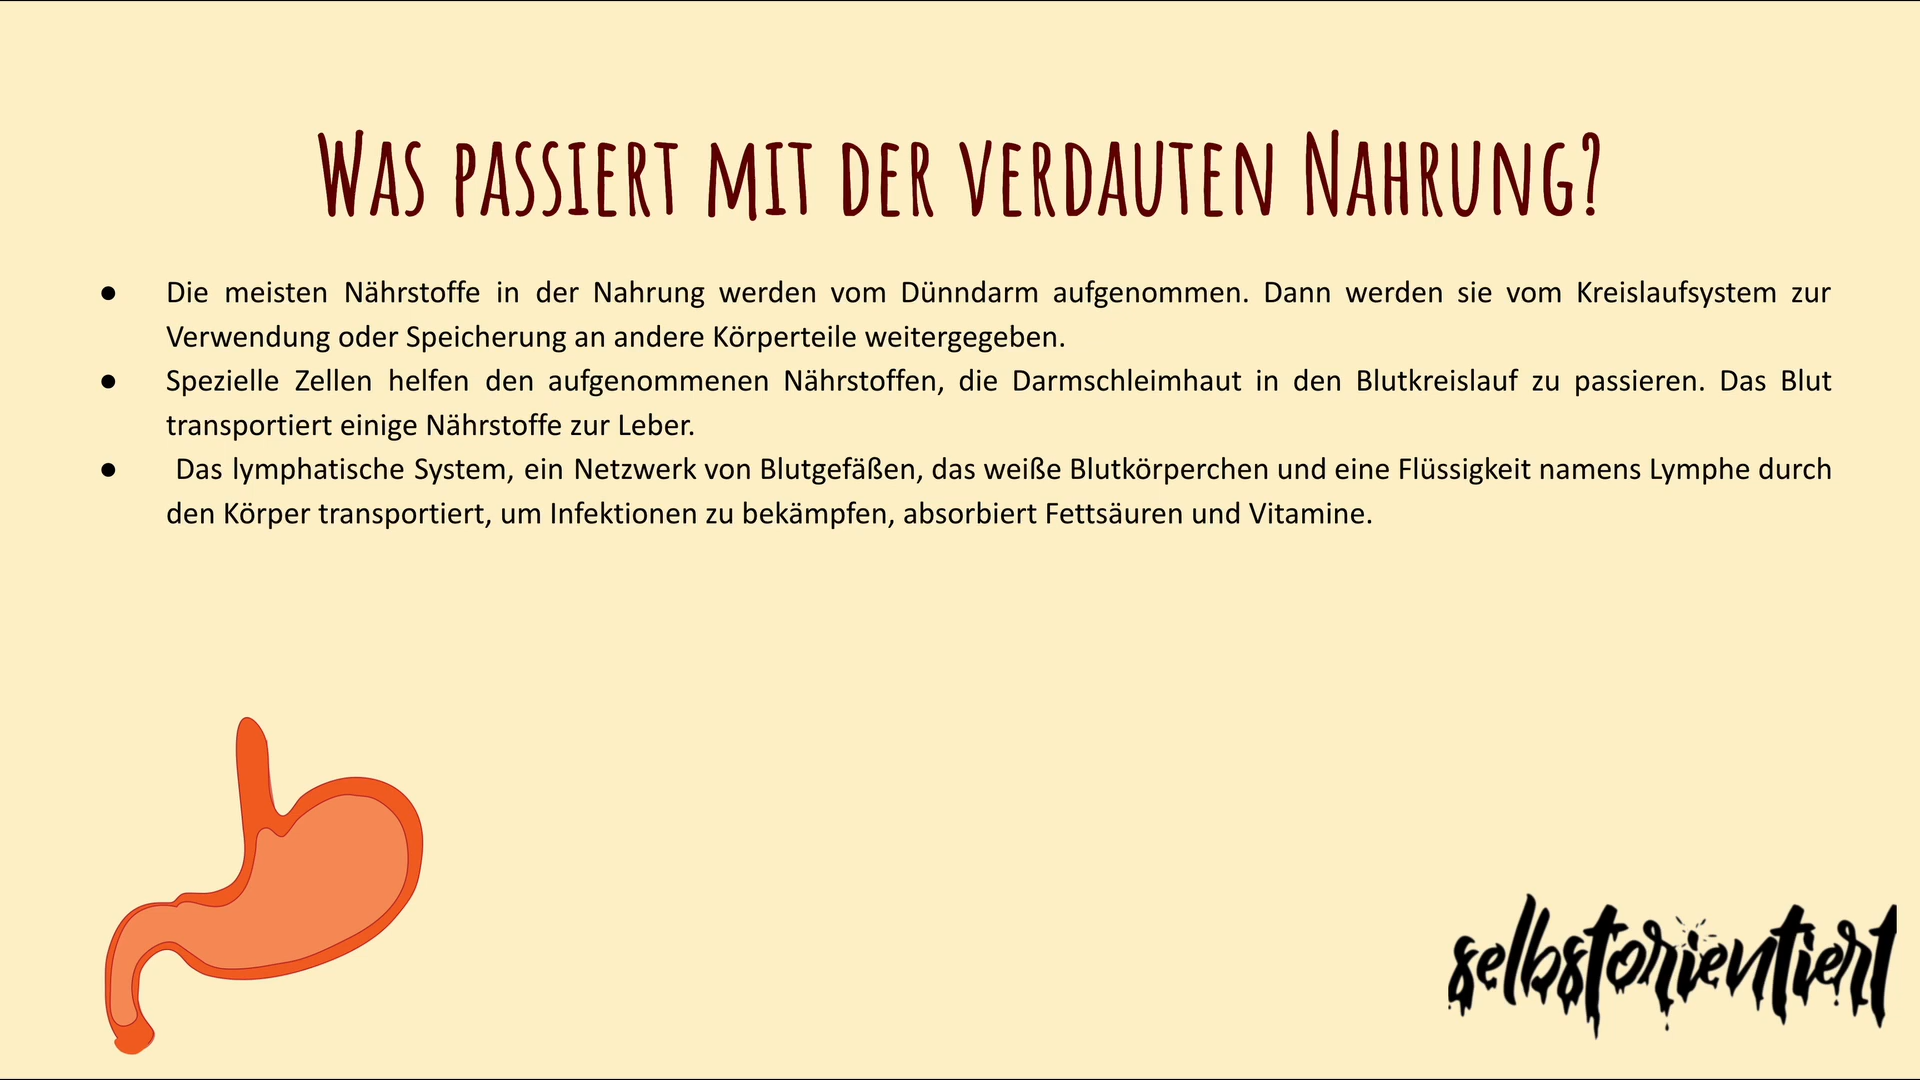 Was passiert mit der verdauten Nahrung?
● Die meisten Nährstoffe in der Nahrung werden vom Dünndarm aufgenommen. Dann werden sie vom Kreislaufsystem zur
Verwendung oder Speicherung an andere Körperteile weitergegeben.
● Spezielle Zellen helfen den aufgenommenen Nährstoffen, die Darmschleimhaut in den Blutkreislauf zu passieren. Das Blut
transportiert einige Nährstoffe zur Leber.
● Das lymphatische System, ein Netzwerk von Blutgefäßen, das weiße Blutkörperchen und eine Flüssigkeit namens Lymphe durch
den Körper transportiert, um Infektionen zu bekämpfen, absorbiert Fettsäuren und Vitamine.
selbstorientiert